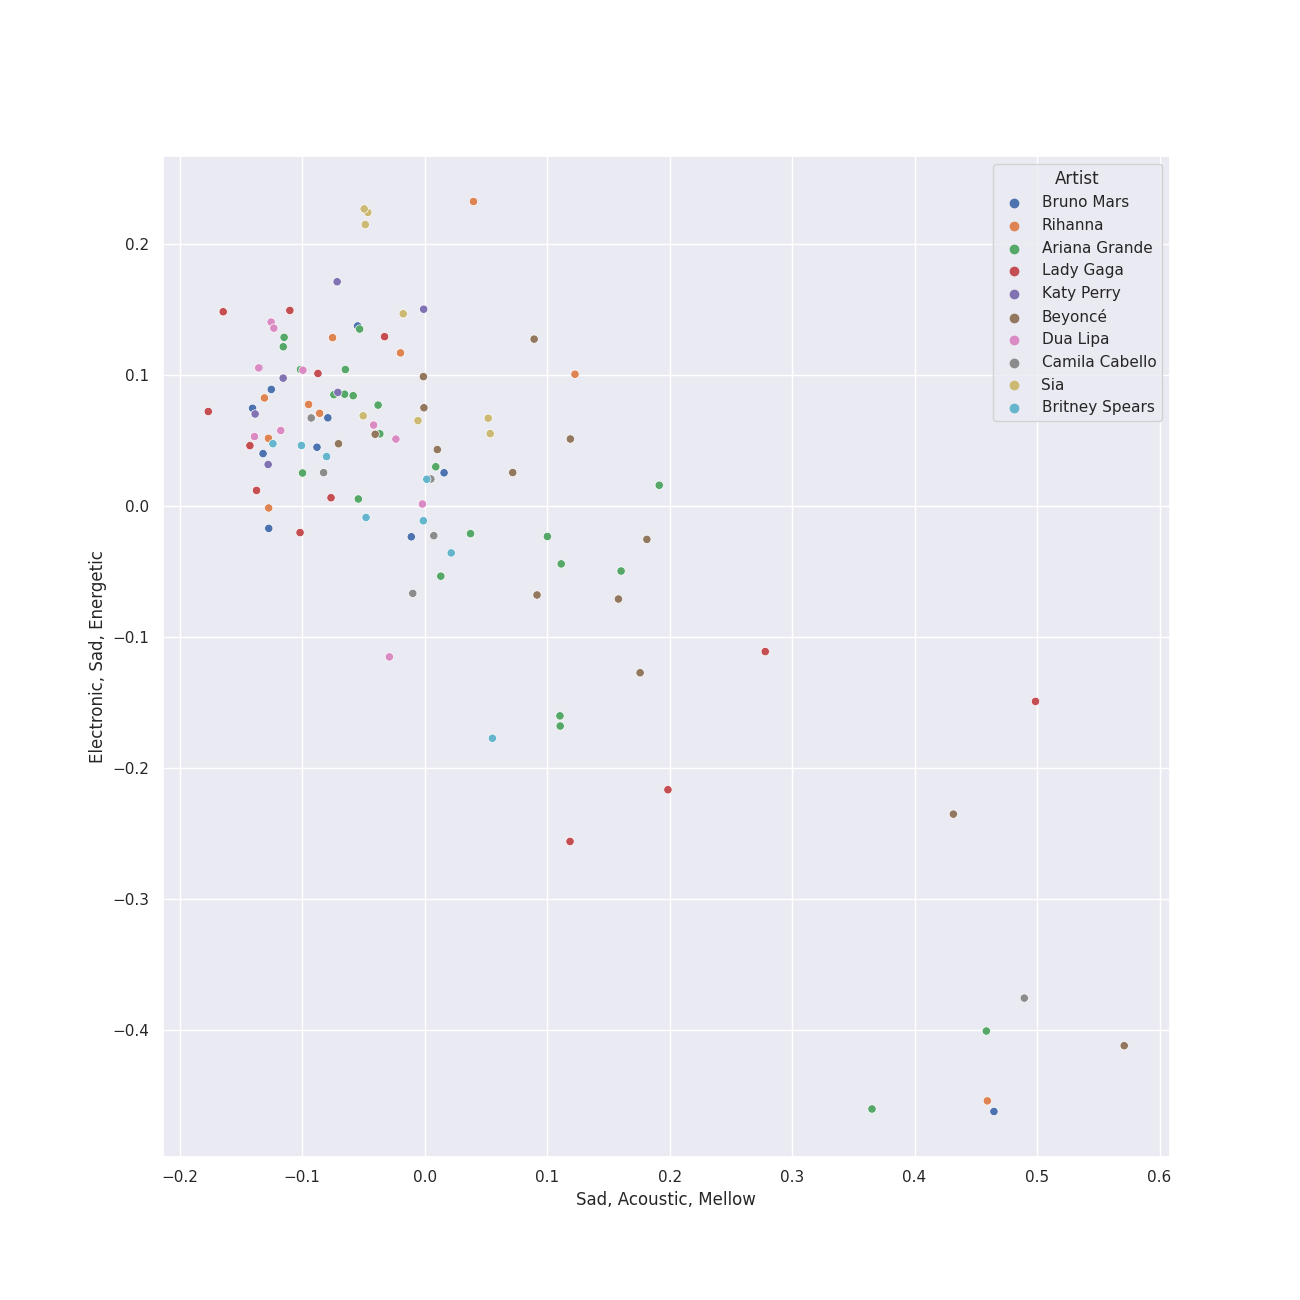 Artist
Bruno Mars
Rihanna
Ariana Grande
Lady Gaga
Katy Perry
Beyoncé
Dua Lipa
Camila Cabello
Sia
Britney Spears
Electronic, Sad, Energetic
0.2
0.1
0.0
−0.1
−0.2
−0.3
−0.4
−0.2 −0.1 0.0 0.1 0.2 0.3 0.4 0.5 0.6
Sad, Acoustic, Mellow